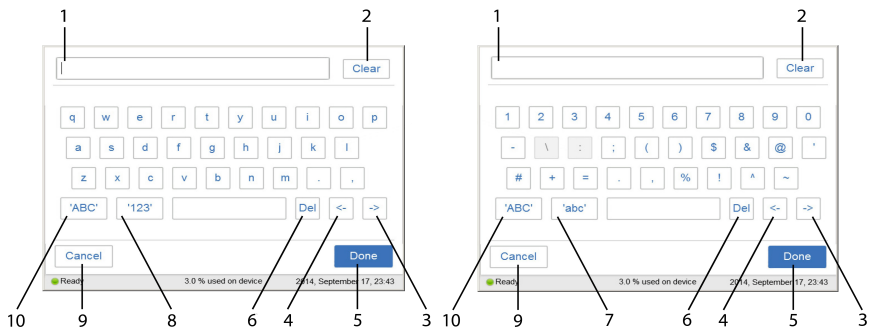 1 2
Clear
q w e r t y u i o p
a s d f g h j k l
z x c v b n m . ,
'ABC' '123' Del <- ->
Cancel Done
Ready 3.0 % used on device 2014, September 17, 23:43
10 9 8 6 4 5 3
1 2
Clear
1 2 3 4 5 6 7 8 9 0
- \ : ; ( ) $ & @ '
# + = . , % ! ^ ~
'ABC' 'abc' Del <- ->
Cancel Done
Ready 3.0 % used on device 2014, September 17, 23:43
10 9 7 6 4 5 3